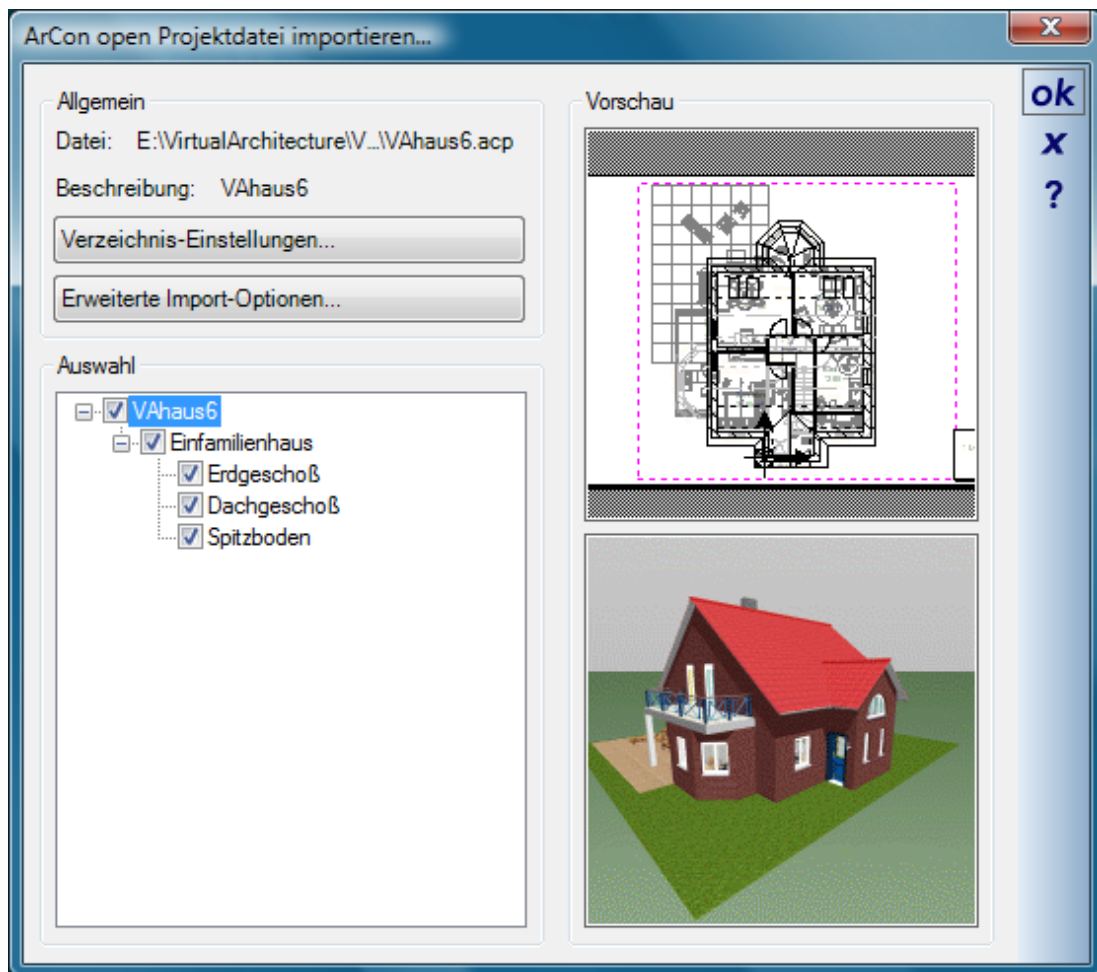 ArCon open Projektdatei importieren...
Allgemein
Datei: E:\VirtualArchitecture\V...\VAhaus6.acp
Beschreibung: VAhaus6
Verzeichnis-Einstellungen...
Erweiterte Import-Optionen...
Auswahl
VAhaus6
Einfamilienhaus
Erdgeschoß
Dachgeschoß
Spitzboden
Vorschau
ok
x
?